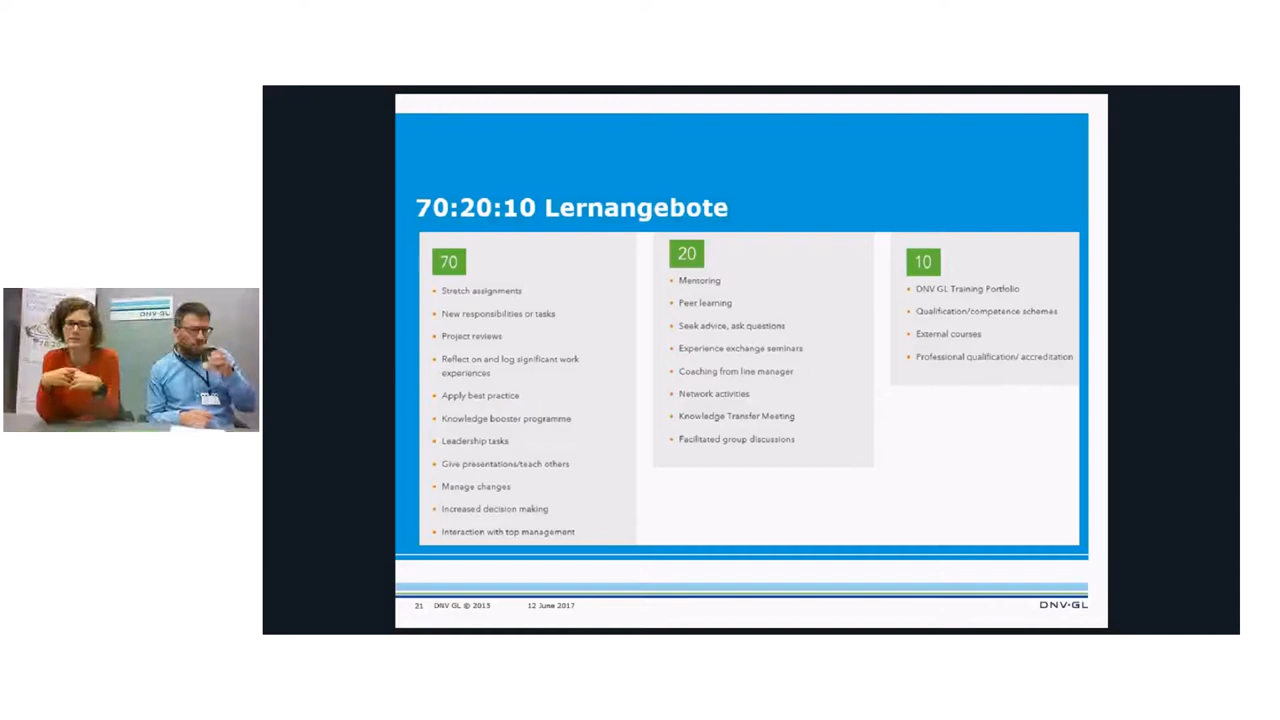 70:20:10 Lernangebote
70
• Stretch assignments
• New responsibilities or tasks
• Project reviews
• Reflect on and log significant work
experiences
• Apply best practice
• Knowledge booster programme
• Leadership tasks
• Give presentations/teach others
• Manage changes
• Increased decision making
• Interaction with top management
20
• Mentoring
• Peer learning
• Seek advice, ask questions
• Experience exchange seminars
• Coaching from line manager
• Network activities
• Knowledge Transfer Meeting
• Facilitated group discussions
10
• DNV GL Training Portfolio
• Qualification/competence schemes
• External courses
• Professional qualification/ accreditation
21 DNV GL © 2015 12 June 2017
DNV·GL
DNV·GL